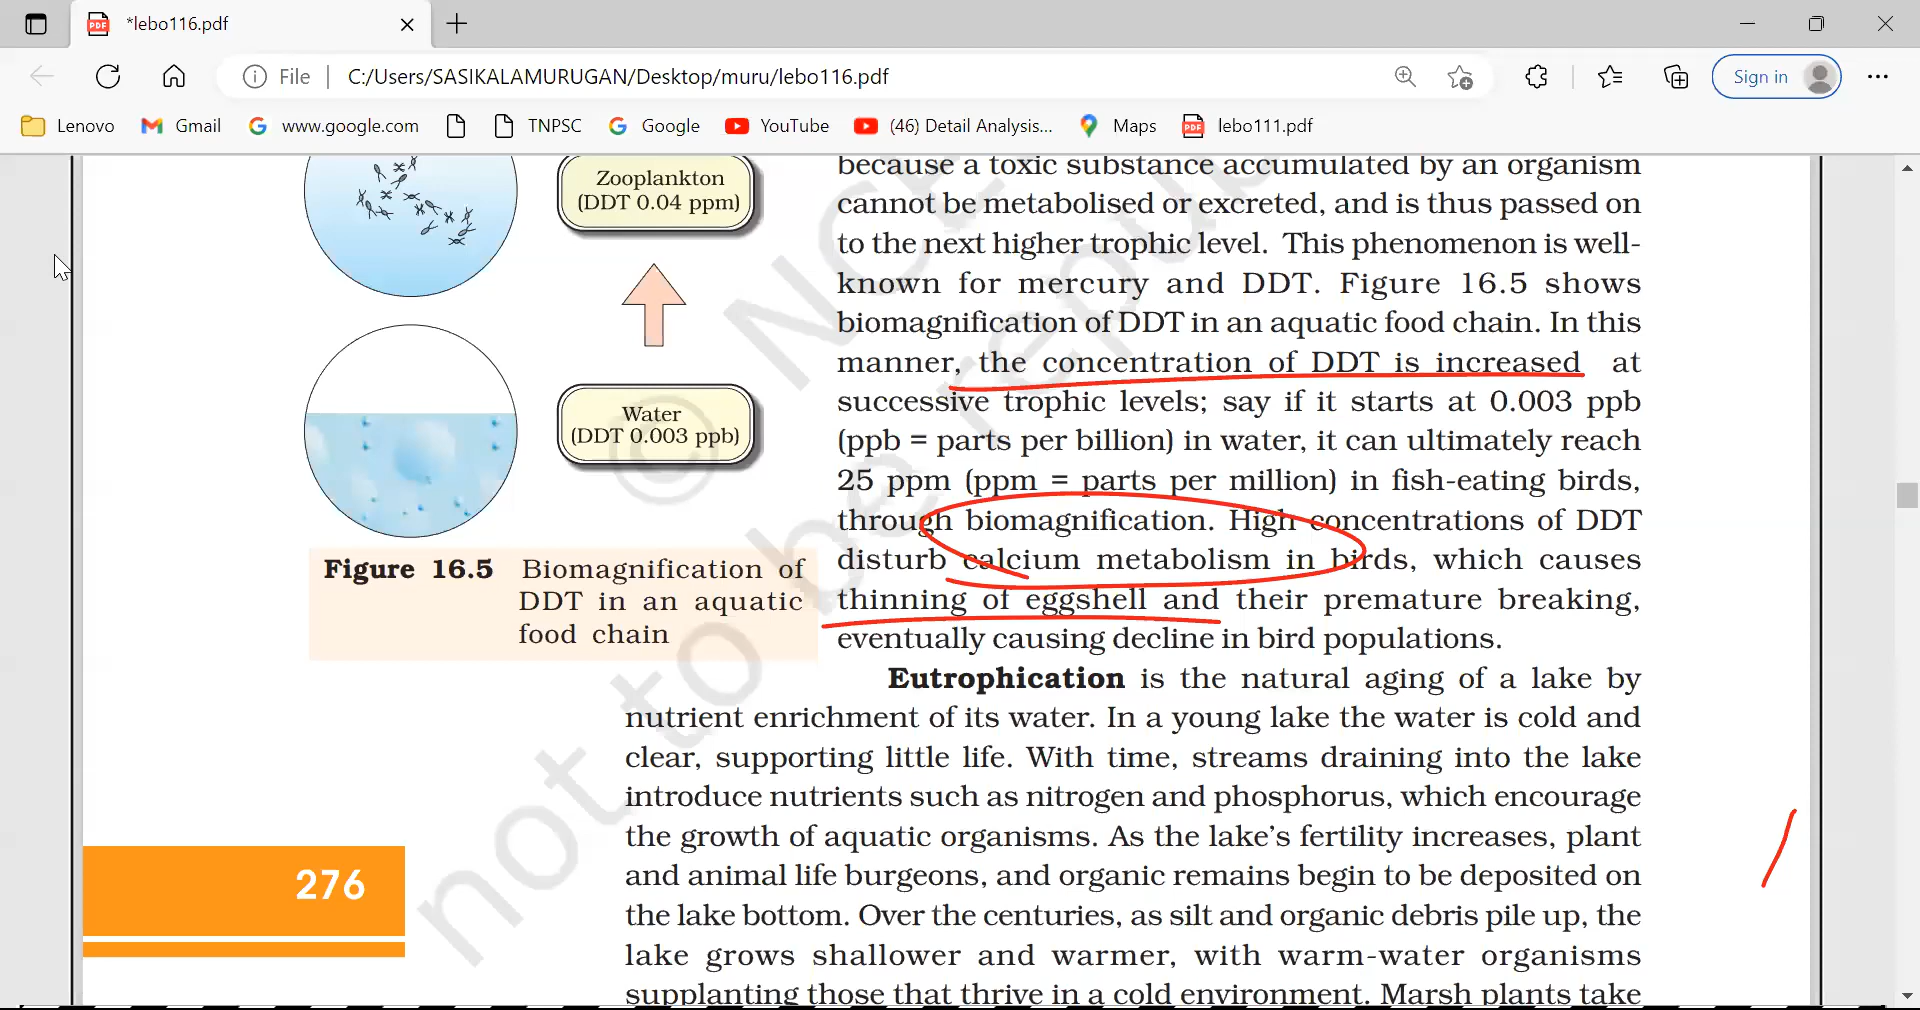 *lebo116.pdf
File
C:/Users/SASIKALAMURUGAN/Desktop/muru/lebo116.pdf
Sign in
Lenovo
Gmail
www.google.com
TNPSC
Google
YouTube
(46) Detail Analysis...
Maps
lebo111.pdf
Zooplankton
(DDT 0.04 ppm)
Water
(DDT 0.003 ppb)
Figure 16.5 Biomagnification of
DDT in an aquatic
food chain
because a toxic substance accumulated by an organism
cannot be metabolised or excreted, and is thus passed on
to the next higher trophic level. This phenomenon is well-
known for mercury and DDT. Figure 16.5 shows
biomagnification of DDT in an aquatic food chain. In this
manner, the concentration of DDT is increased at
successive trophic levels; say if it starts at 0.003 ppb
(ppb = parts per billion) in water, it can ultimately reach
25 ppm (ppm = parts per million) in fish-eating birds,
through biomagnification. High concentrations of DDT
disturb calcium metabolism in birds, which causes
thinning of eggshell and their premature breaking,
eventually causing decline in bird populations.
Eutrophication is the natural aging of a lake by
nutrient enrichment of its water. In a young lake the water is cold and
clear, supporting little life. With time, streams draining into the lake
introduce nutrients such as nitrogen and phosphorus, which encourage
the growth of aquatic organisms. As the lake's fertility increases, plant
and animal life burgeons, and organic remains begin to be deposited on
the lake bottom. Over the centuries, as silt and organic debris pile up, the
lake grows shallower and warmer, with warm-water organisms
supplanting those that thrive in a cold environment. Marsh plants take
276
not to be repu
© NCE